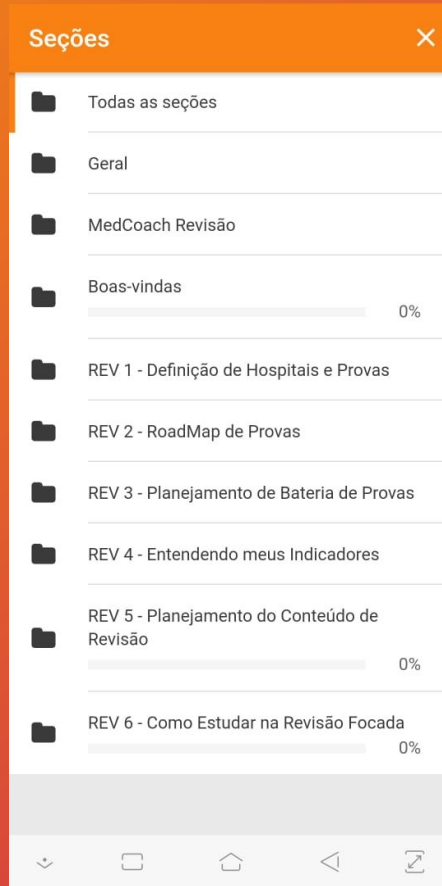 Seções
Todas as seções
Geral
MedCoach Revisão
Boas-vindas
0%
REV 1 - Definição de Hospitais e Provas
REV 2 - RoadMap de Provas
REV 3 - Planejamento de Bateria de Provas
REV 4 - Entendendo meus Indicadores
REV 5 - Planejamento do Conteúdo de
Revisão
0%
REV 6 - Como Estudar na Revisão Focada
0%